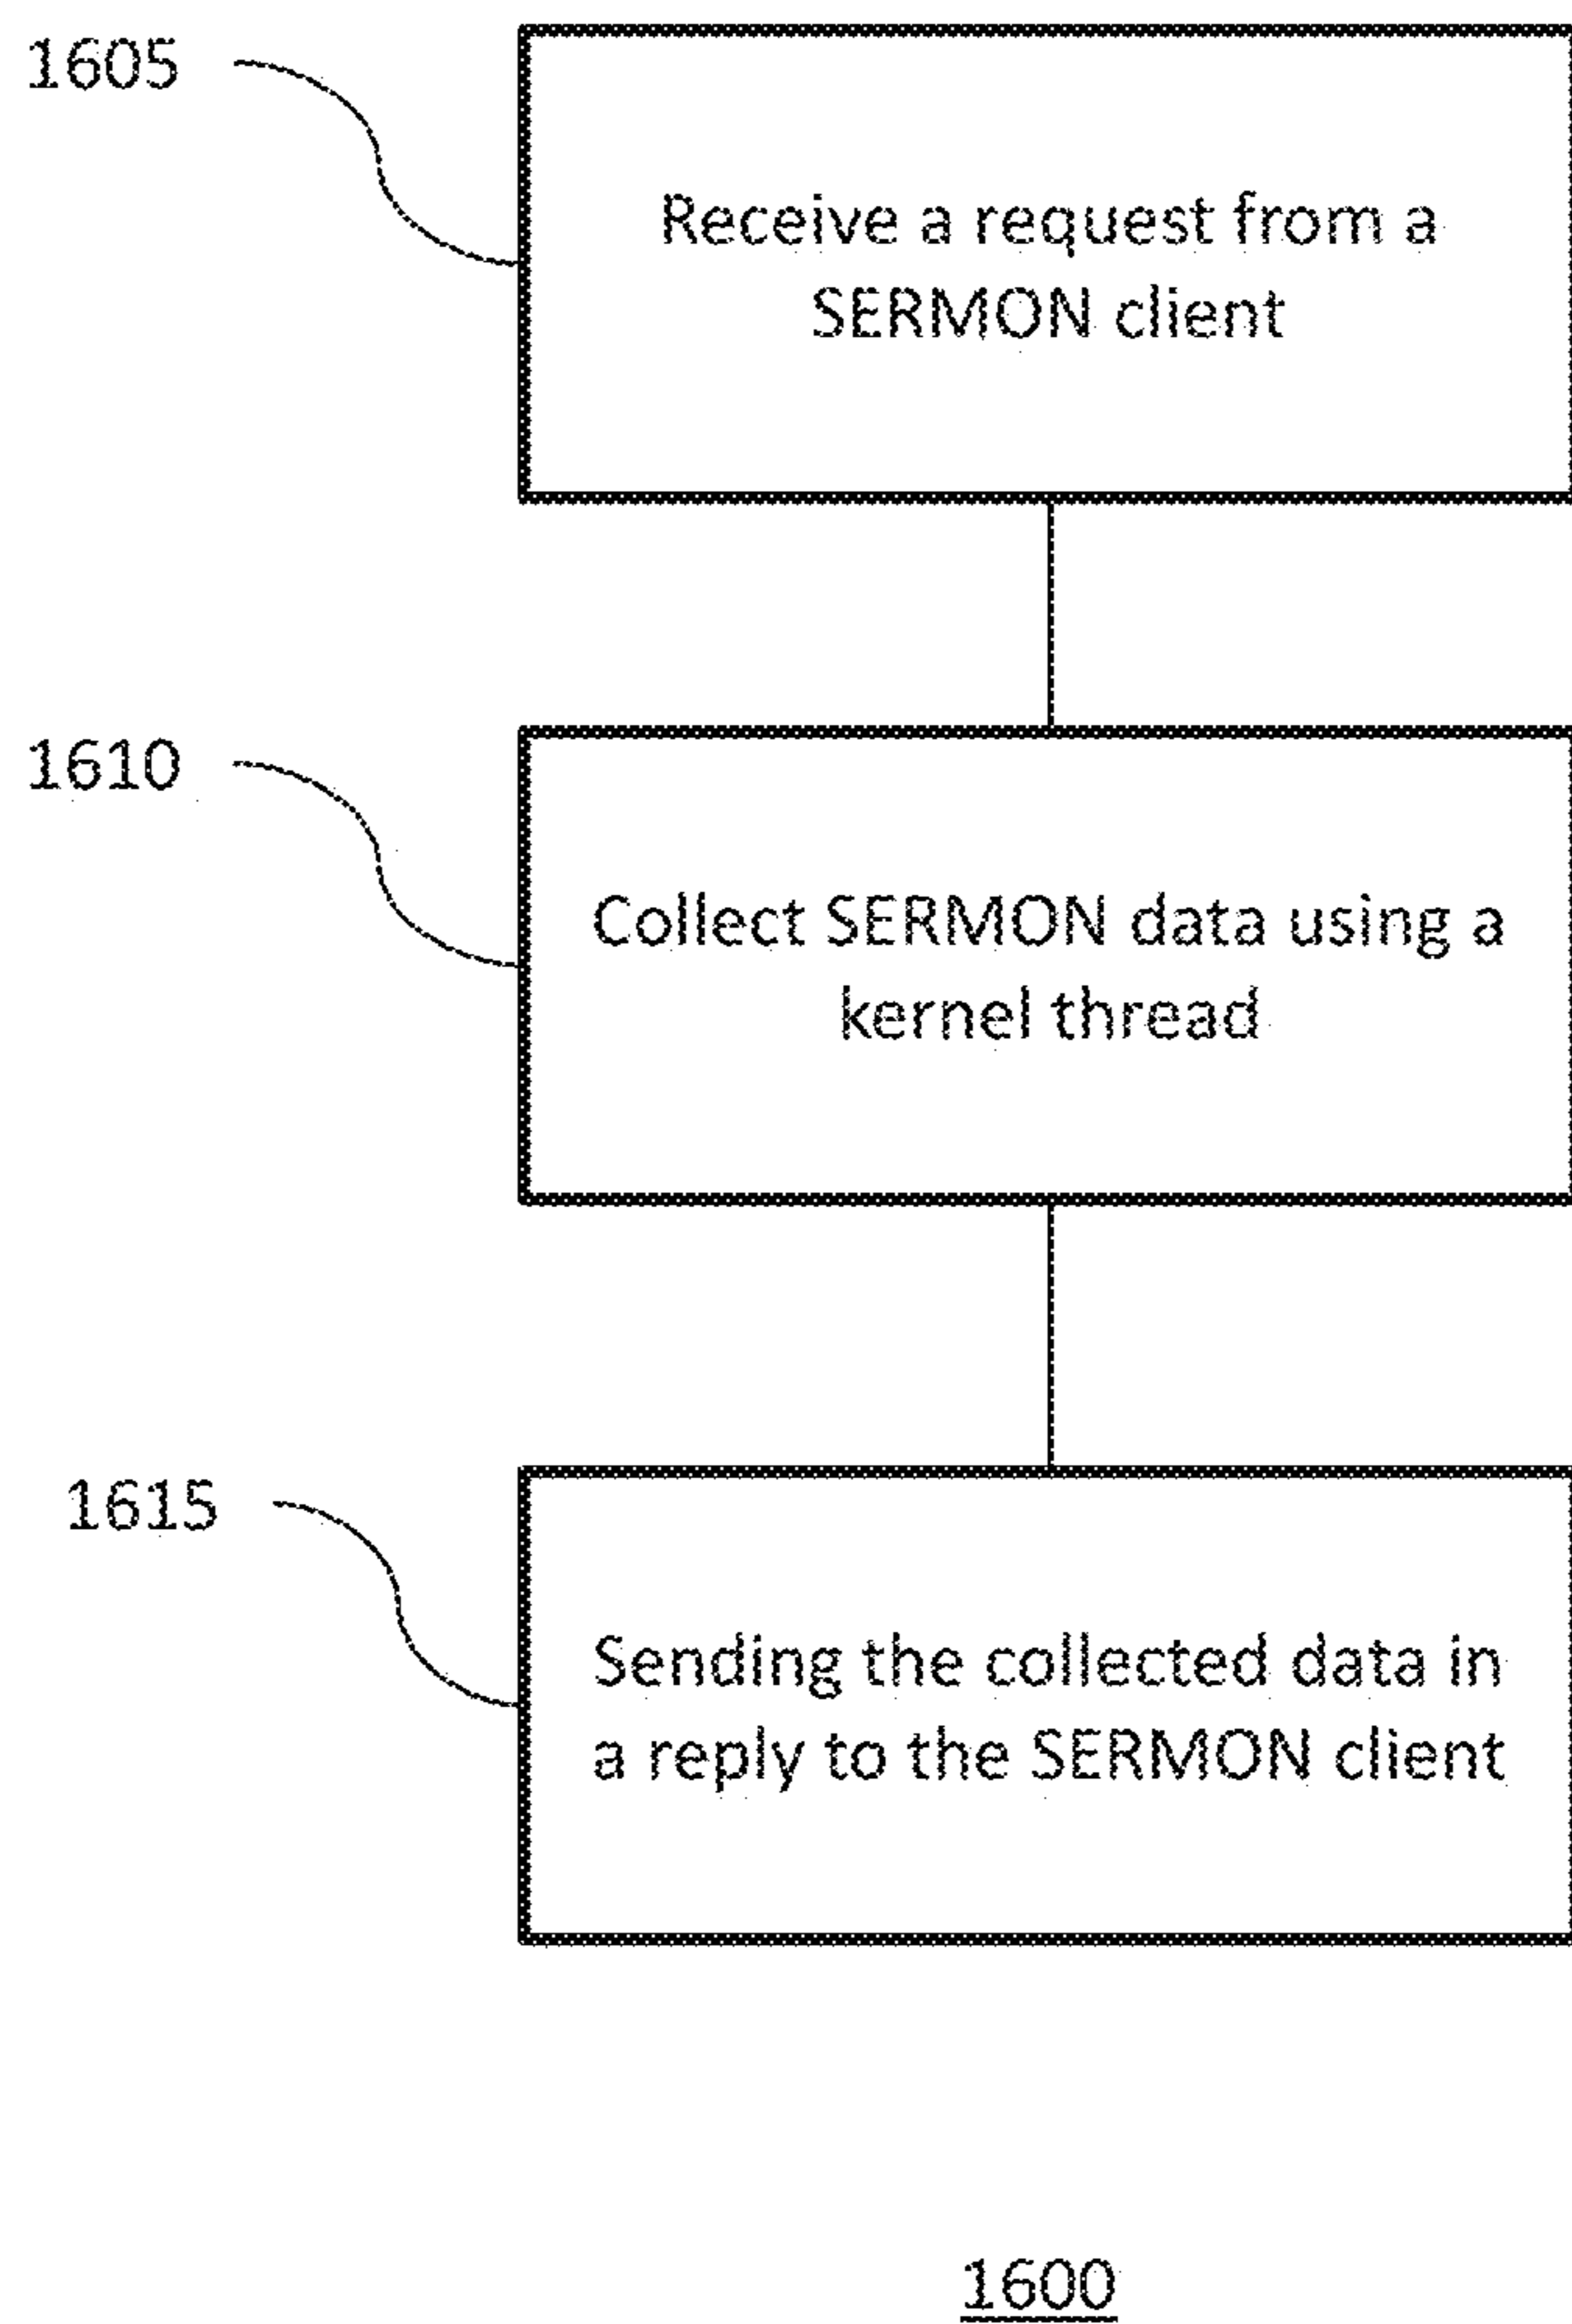 1605
Receive a request from a
SERMON client
1610
Collect SERMON data using a
kernel thread
1615
Sending the collected data in
a reply to the SERMON client
1600